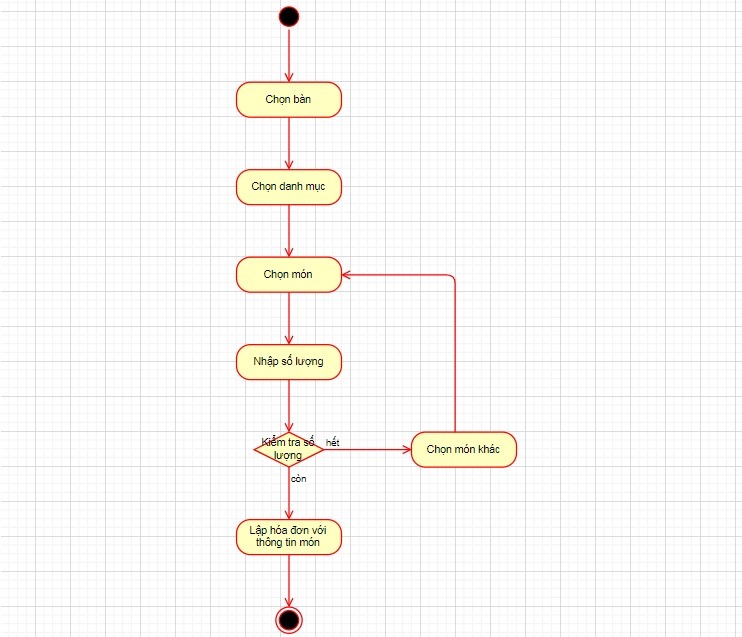 Chọn bàn
Chọn danh mục
Chọn món
Nhập số lượng
Kiểm tra số
lượng
hết
Chọn món khác
còn
Lập hóa đơn với
thông tin món